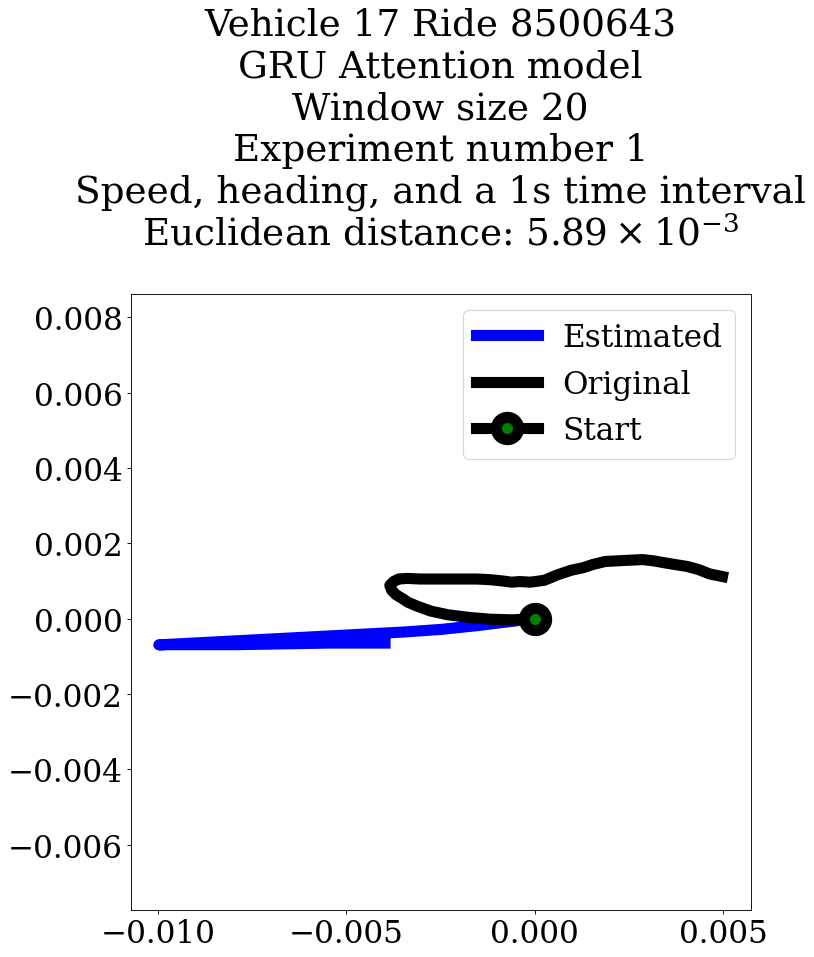 Vehicle 17 Ride 8500643
GRU Attention model
Window size 20
Experiment number 1
Speed, heading, and a 1s time interval
Euclidean distance: 5.89 × 10⁻³
Estimated
Original
Start
0.008
0.006
0.004
0.002
0.000
−0.002
−0.004
−0.006
−0.010 −0.005 0.000 0.005